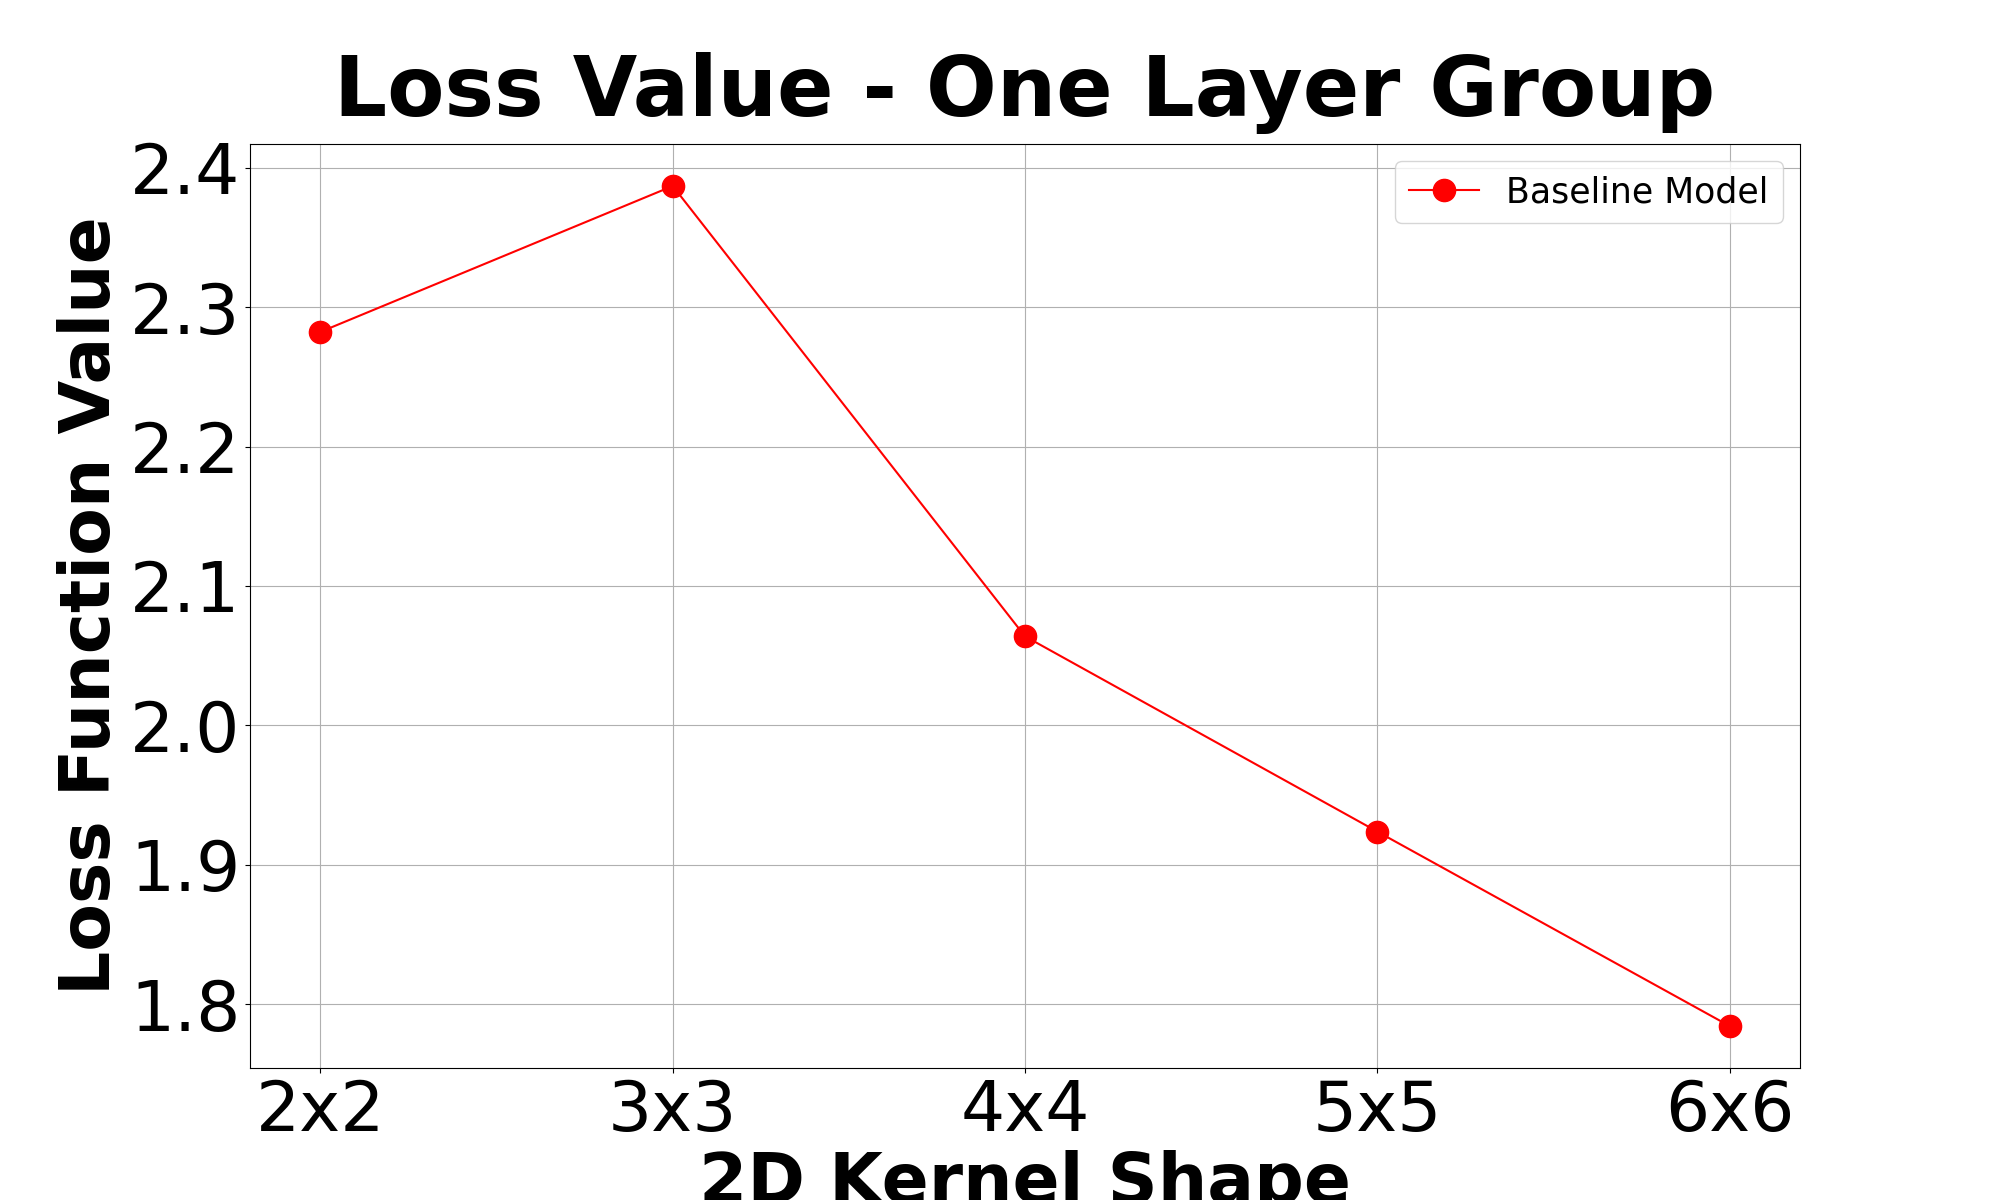 Loss Value - One Layer Group
Baseline Model
Loss Function Value
2.4
2.3
2.2
2.1
2.0
1.9
1.8
2x2 3x3 4x4 5x5 6x6
2D Kernel Shape